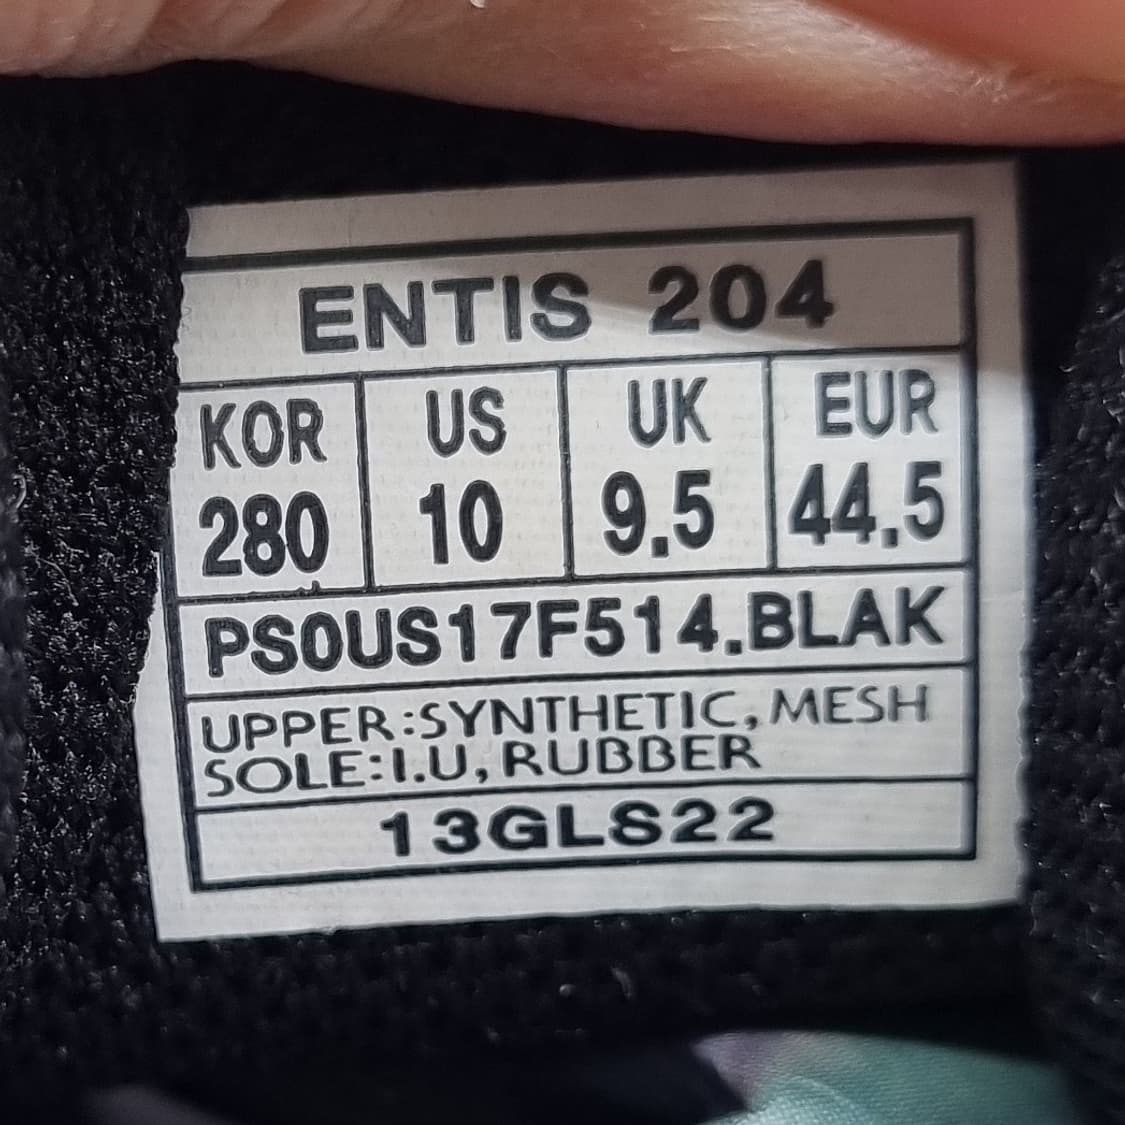 ENTIS 204
KOR US UK EUR
280 10 9.5 44.5
PS0US17F514.BLAK
UPPER:SYNTHETIC,MESH
SOLE:I.U,RUBBER
13GLS22